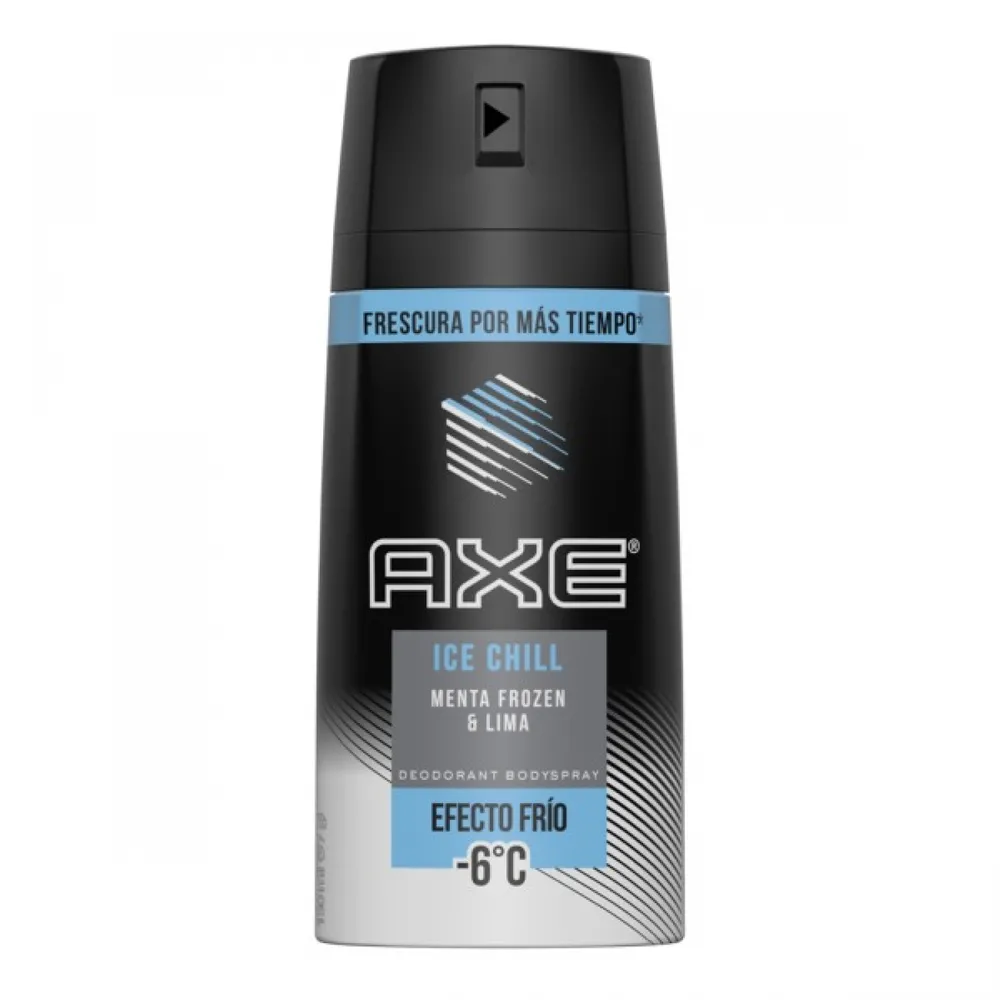 FRESCURA POR MÁS TIEMPO*
AXE®
ICE CHILL
MENTA FROZEN
& LIMA
DEODORANT BODYSPRAY
EFECTO FRÍO
-6°C